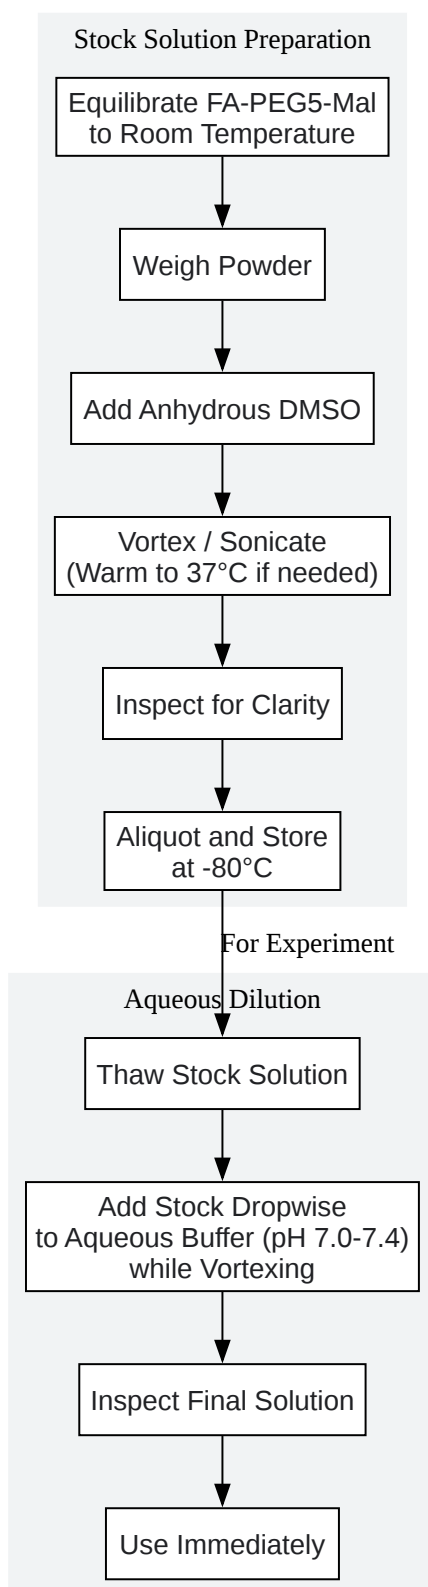 Stock Solution Preparation
Equilibrate FA-PEG5-Mal
to Room Temperature
Weigh Powder
Add Anhydrous DMSO
Vortex / Sonicate
(Warm to 37°C if needed)
Inspect for Clarity
Aliquot and Store
at -80°C
For Experiment
Aqueous Dilution
Thaw Stock Solution
Add Stock Dropwise
to Aqueous Buffer (pH 7.0-7.4)
while Vortexing
Inspect Final Solution
Use Immediately